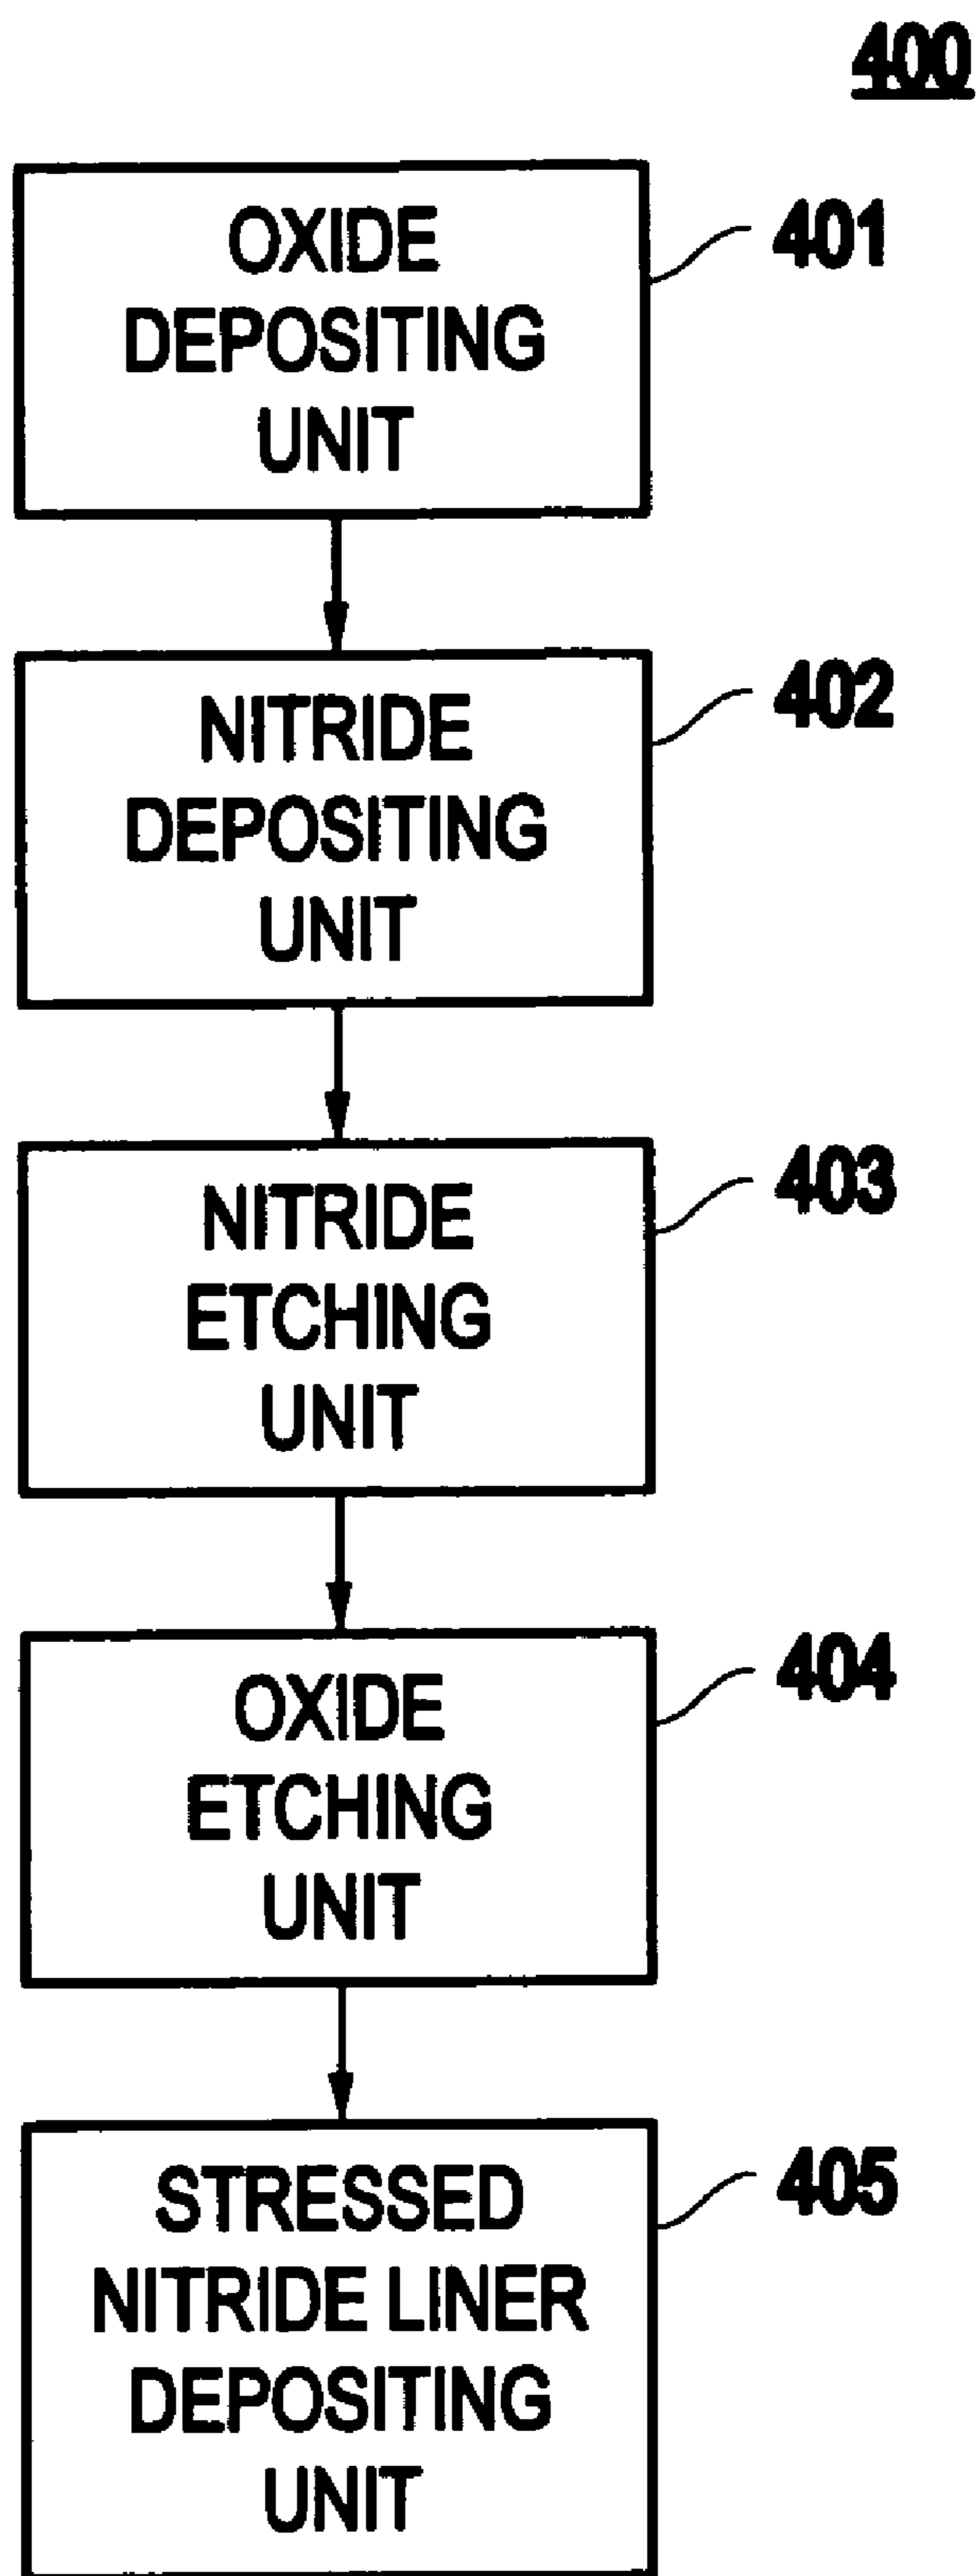 400
OXIDE
DEPOSITING
UNIT
401
NITRIDE
DEPOSITING
UNIT
402
NITRIDE
ETCHING
UNIT
403
OXIDE
ETCHING
UNIT
404
STRESSED
NITRIDE LINER
DEPOSITING
UNIT
405